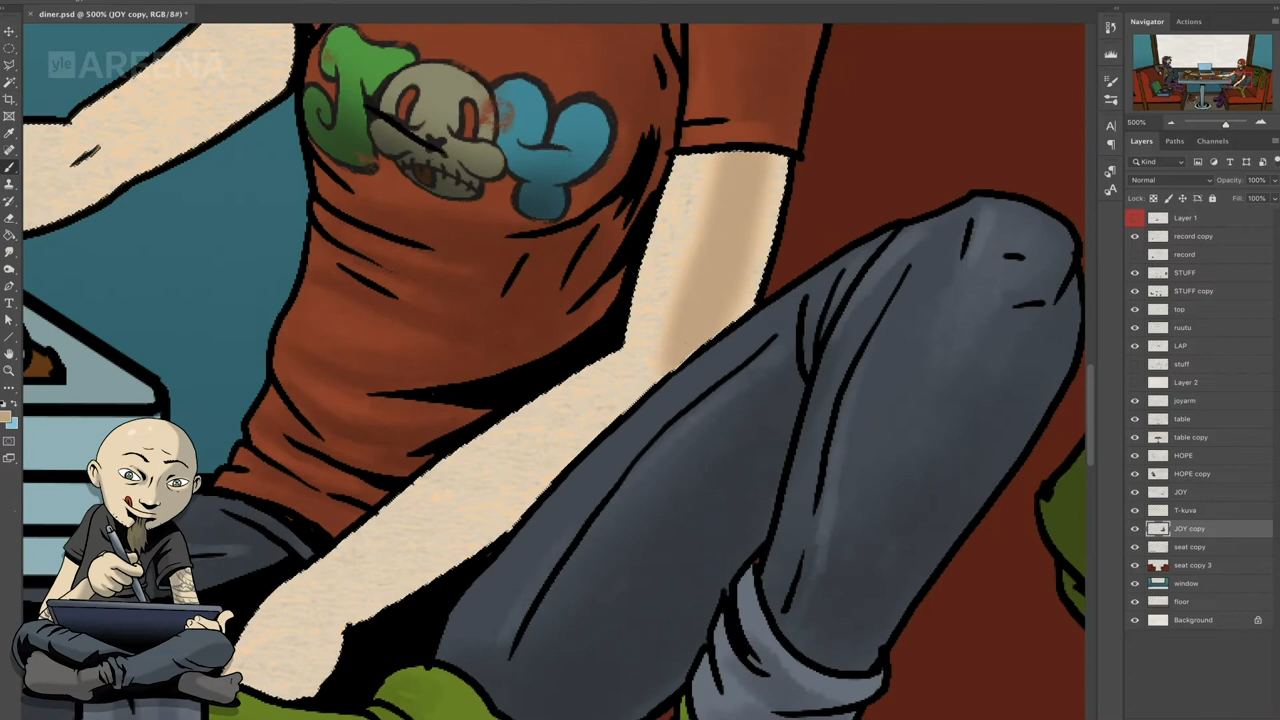 diner.psd @ 500% (JOY copy, RGB/8#) *
yle AREENA
JOY
Navigator Actions
500%
Layers Paths Channels
Kind
Normal Opacity: 100%
Lock: Fill: 100%
Layer 1
record copy
record
STUFF
STUFF copy
top
ruutu
LAP
stuff
Layer 2
joyarm
table
table copy
HOPE
HOPE copy
JOY
T-kuva
JOY copy
seat copy
seat copy 3
window
floor
Background